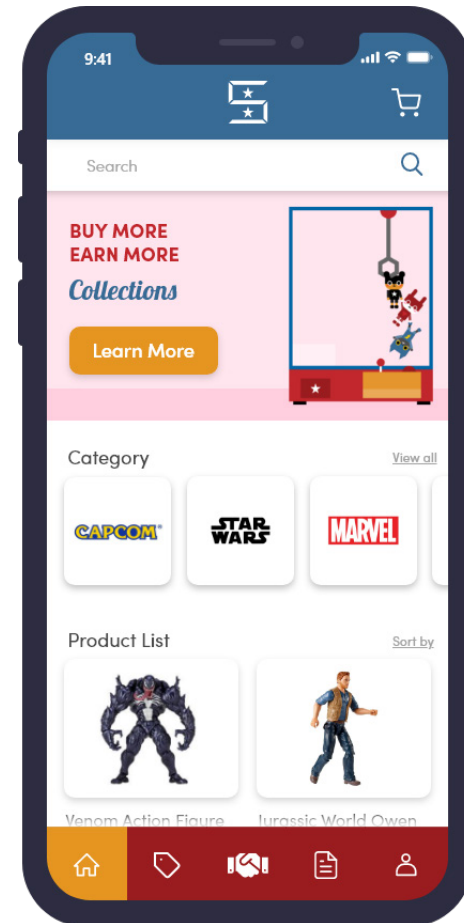 9:41
S
Search
BUY MORE
EARN MORE
Collections
Learn More
Category
View all
CAPCOM®
STAR
WARS
MARVEL
Product List
Sort by
Venom Action Figure
Jurassic World Owen